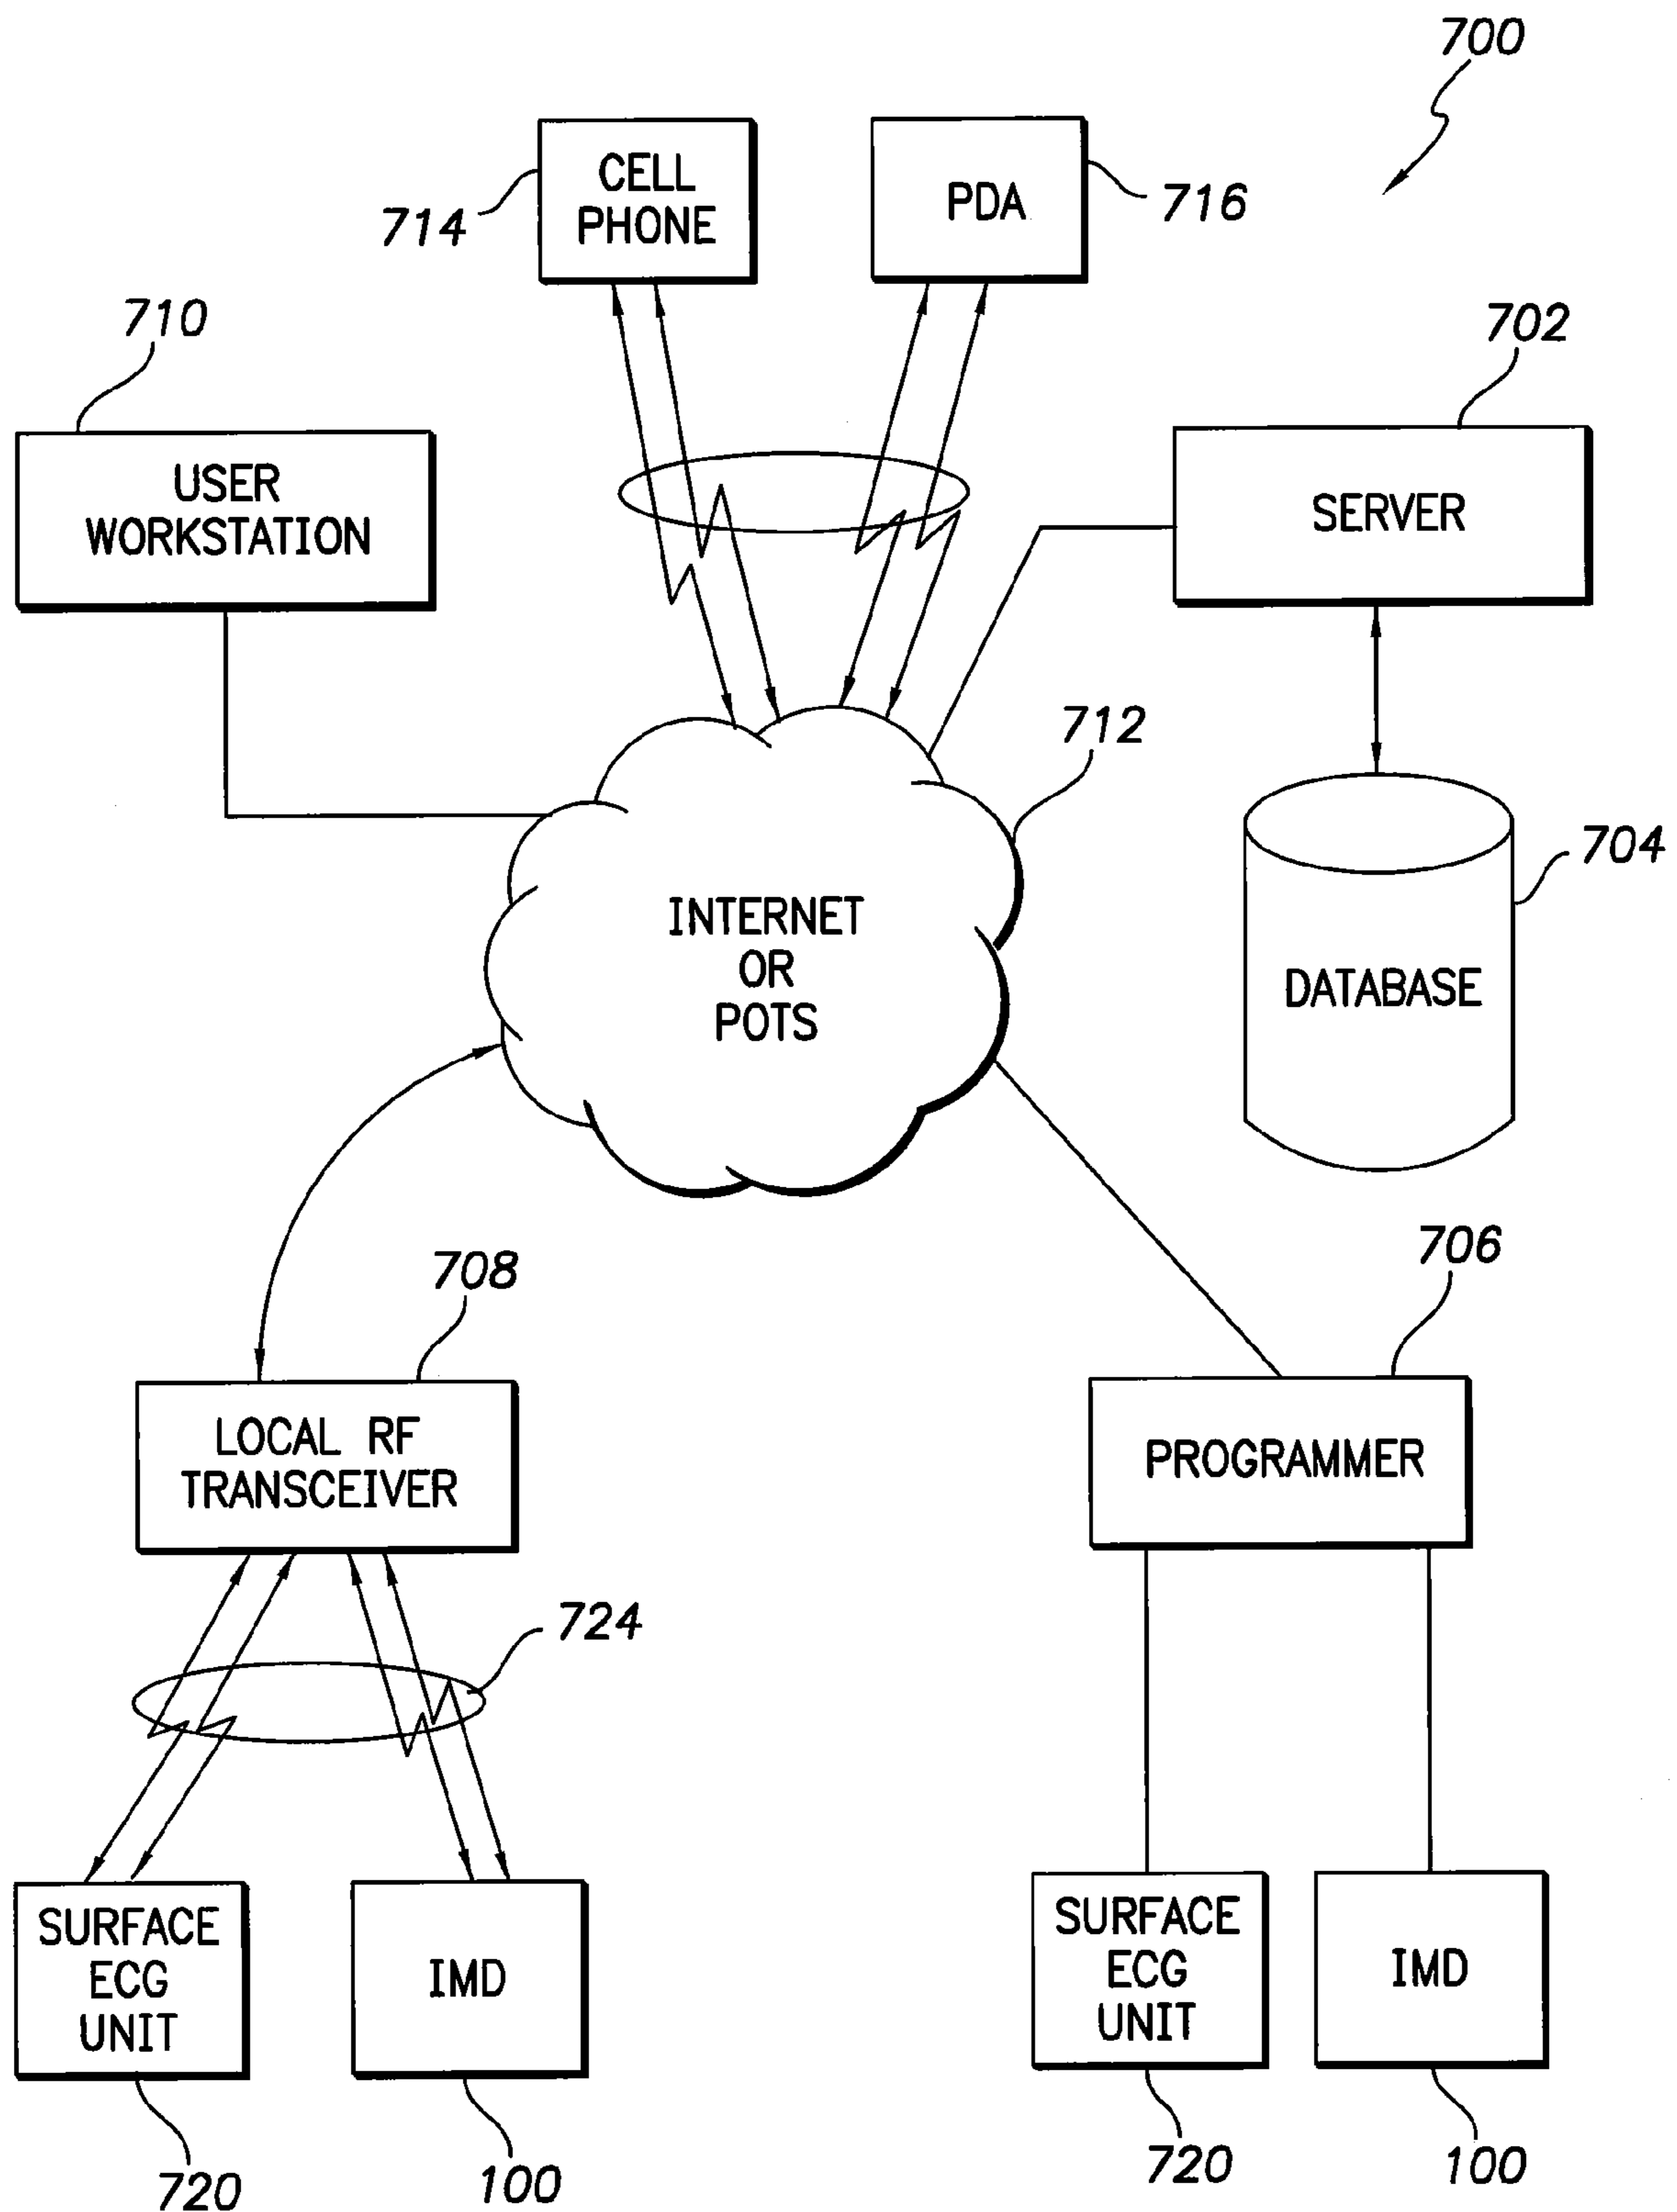 700
CELL
PHONE
714
PDA
716
710
USER
WORKSTATION
702
SERVER
712
704
INTERNET
OR
POTS
DATABASE
708
706
LOCAL RF
TRANSCEIVER
PROGRAMMER
724
SURFACE
ECG
UNIT
IMD
SURFACE
ECG
UNIT
IMD
720
100
720
100